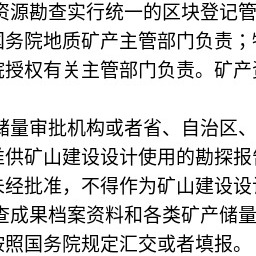 资源勘查实行统一的区块登记管
国务院地质矿产主管部门负责；特
院授权有关主管部门负责。矿产资
储量审批机构或者省、自治区、
准供矿山建设设计使用的勘探报告
未经批准，不得作为矿山建设设计
查成果档案资料和各类矿产储量
按照国务院规定汇交或者填报。